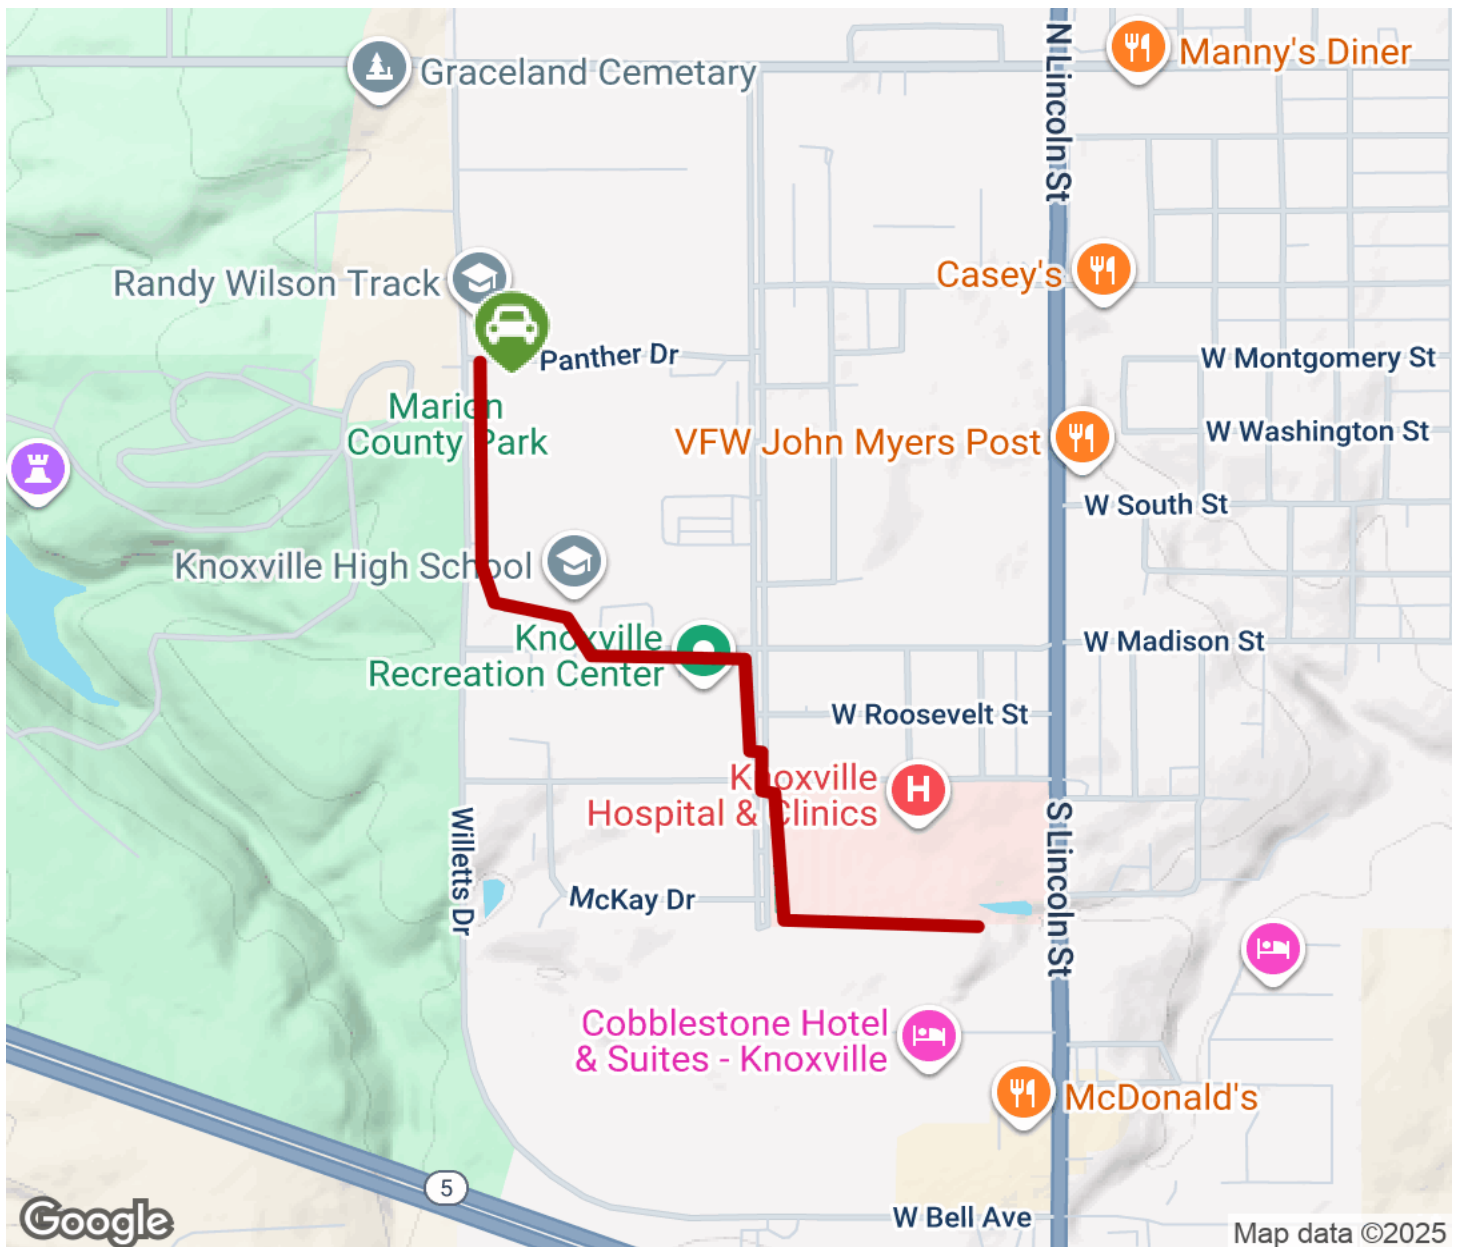 N Lincoln St
Manny's Diner
Graceland Cemetary
Randy Wilson Track
Casey's
Panther Dr
W Montgomery St
Marion
County Park
VFW John Myers Post
W Washington St
W South St
Knoxville High School
Knoxville
Recreation Center
W Madison St
W Roosevelt St
Knoxville
Hospital & Clinics
H
Willetts Dr
S Lincoln St
McKay Dr
Cobblestone Hotel
& Suites - Knoxville
McDonald's
5
W Bell Ave
Google
Map data ©2025